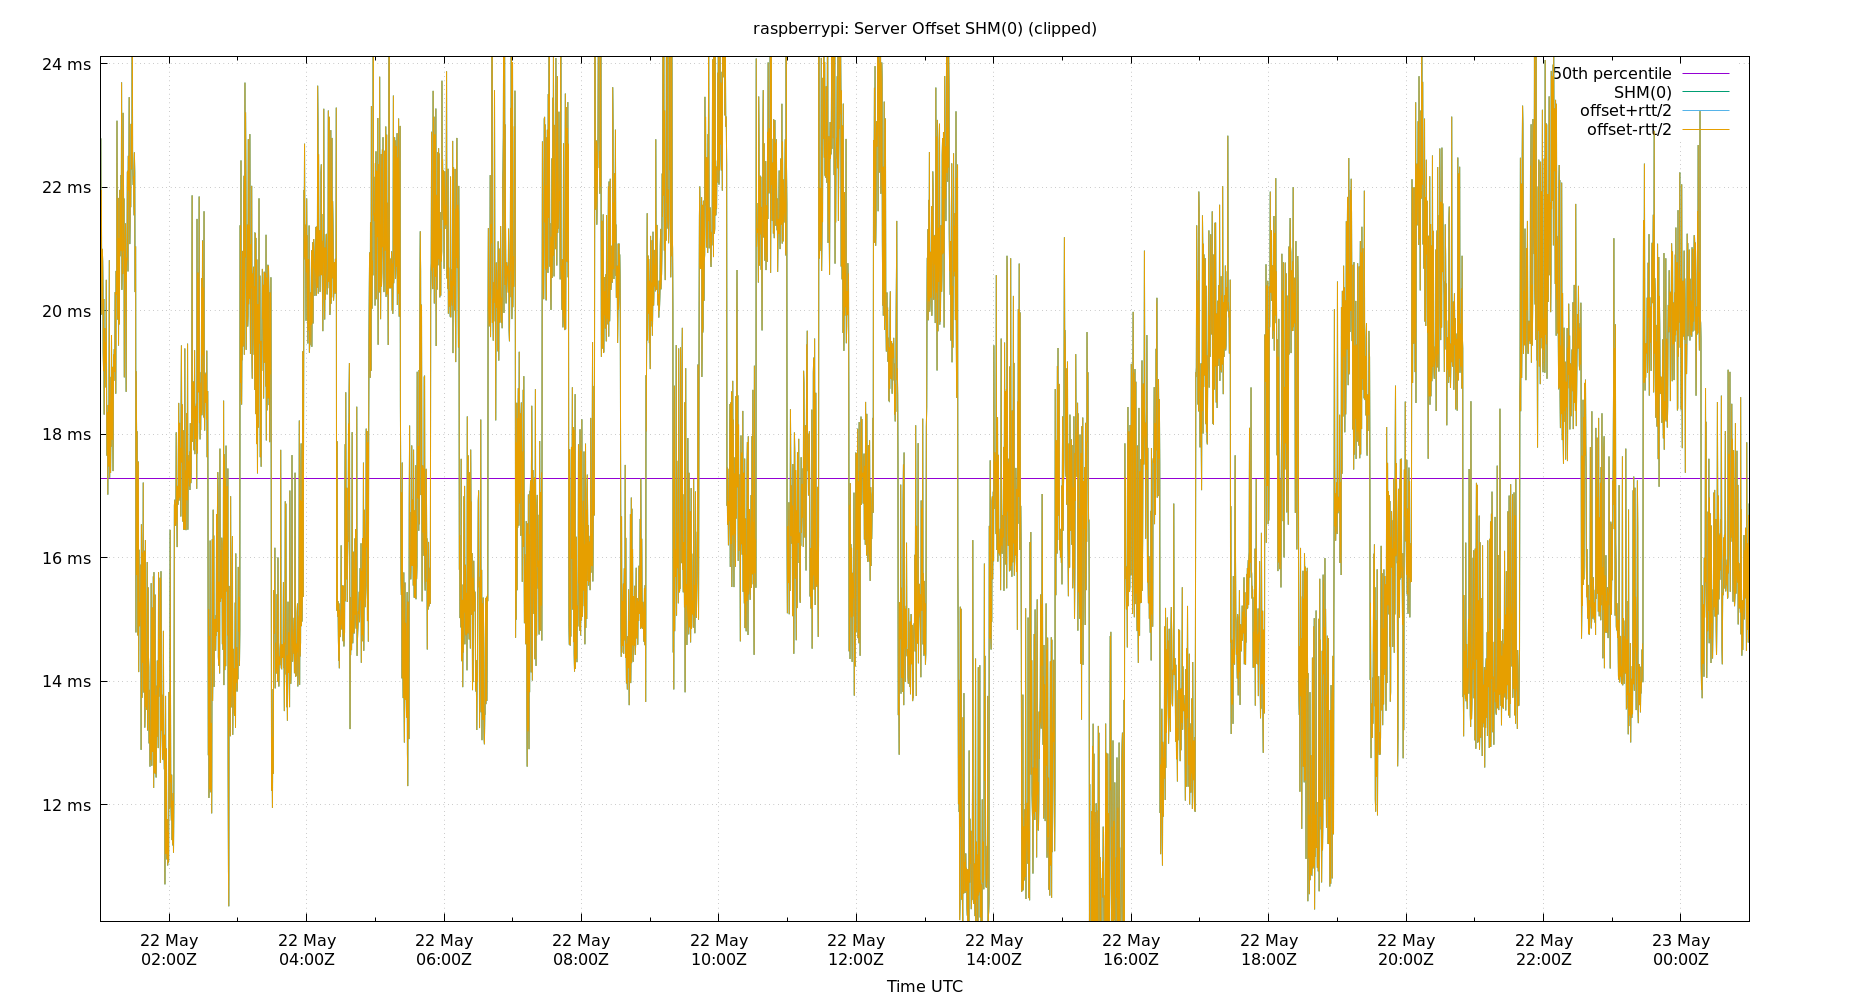 raspberrypi: Server Offset SHM(0) (clipped)
24 ms
22 ms
20 ms
18 ms
16 ms
14 ms
12 ms
50th percentile
SHM(0)
offset+rtt/2
offset-rtt/2
22 May 02:00Z
22 May 04:00Z
22 May 06:00Z
22 May 08:00Z
22 May 10:00Z
22 May 12:00Z
22 May 14:00Z
22 May 16:00Z
22 May 18:00Z
22 May 20:00Z
22 May 22:00Z
23 May 00:00Z
Time UTC